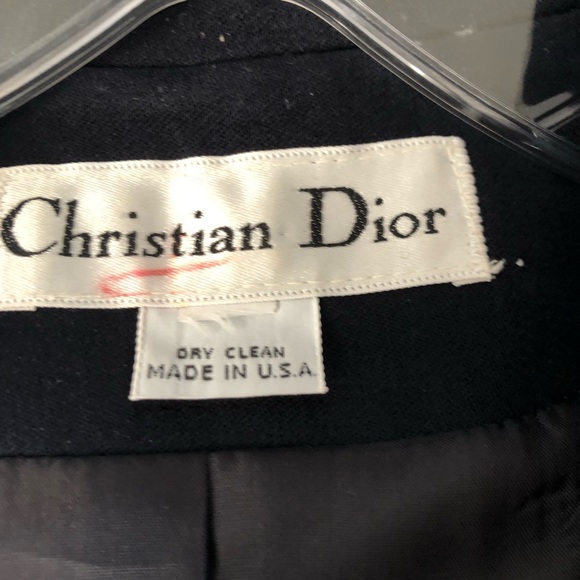 Christian Dior
DRY CLEAN
MADE IN U.S.A.